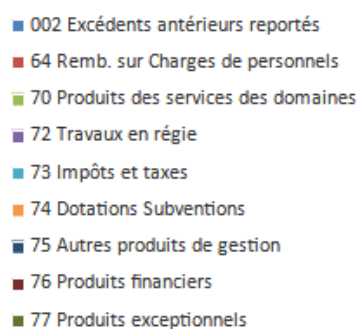 002 Excédents antérieurs reportés
64 Remb. sur Charges de personnels
70 Produits des services des domaines
72 Travaux en régie
73 Impôts et taxes
74 Dotations Subventions
75 Autres produits de gestion
76 Produits financiers
77 Produits exceptionnels